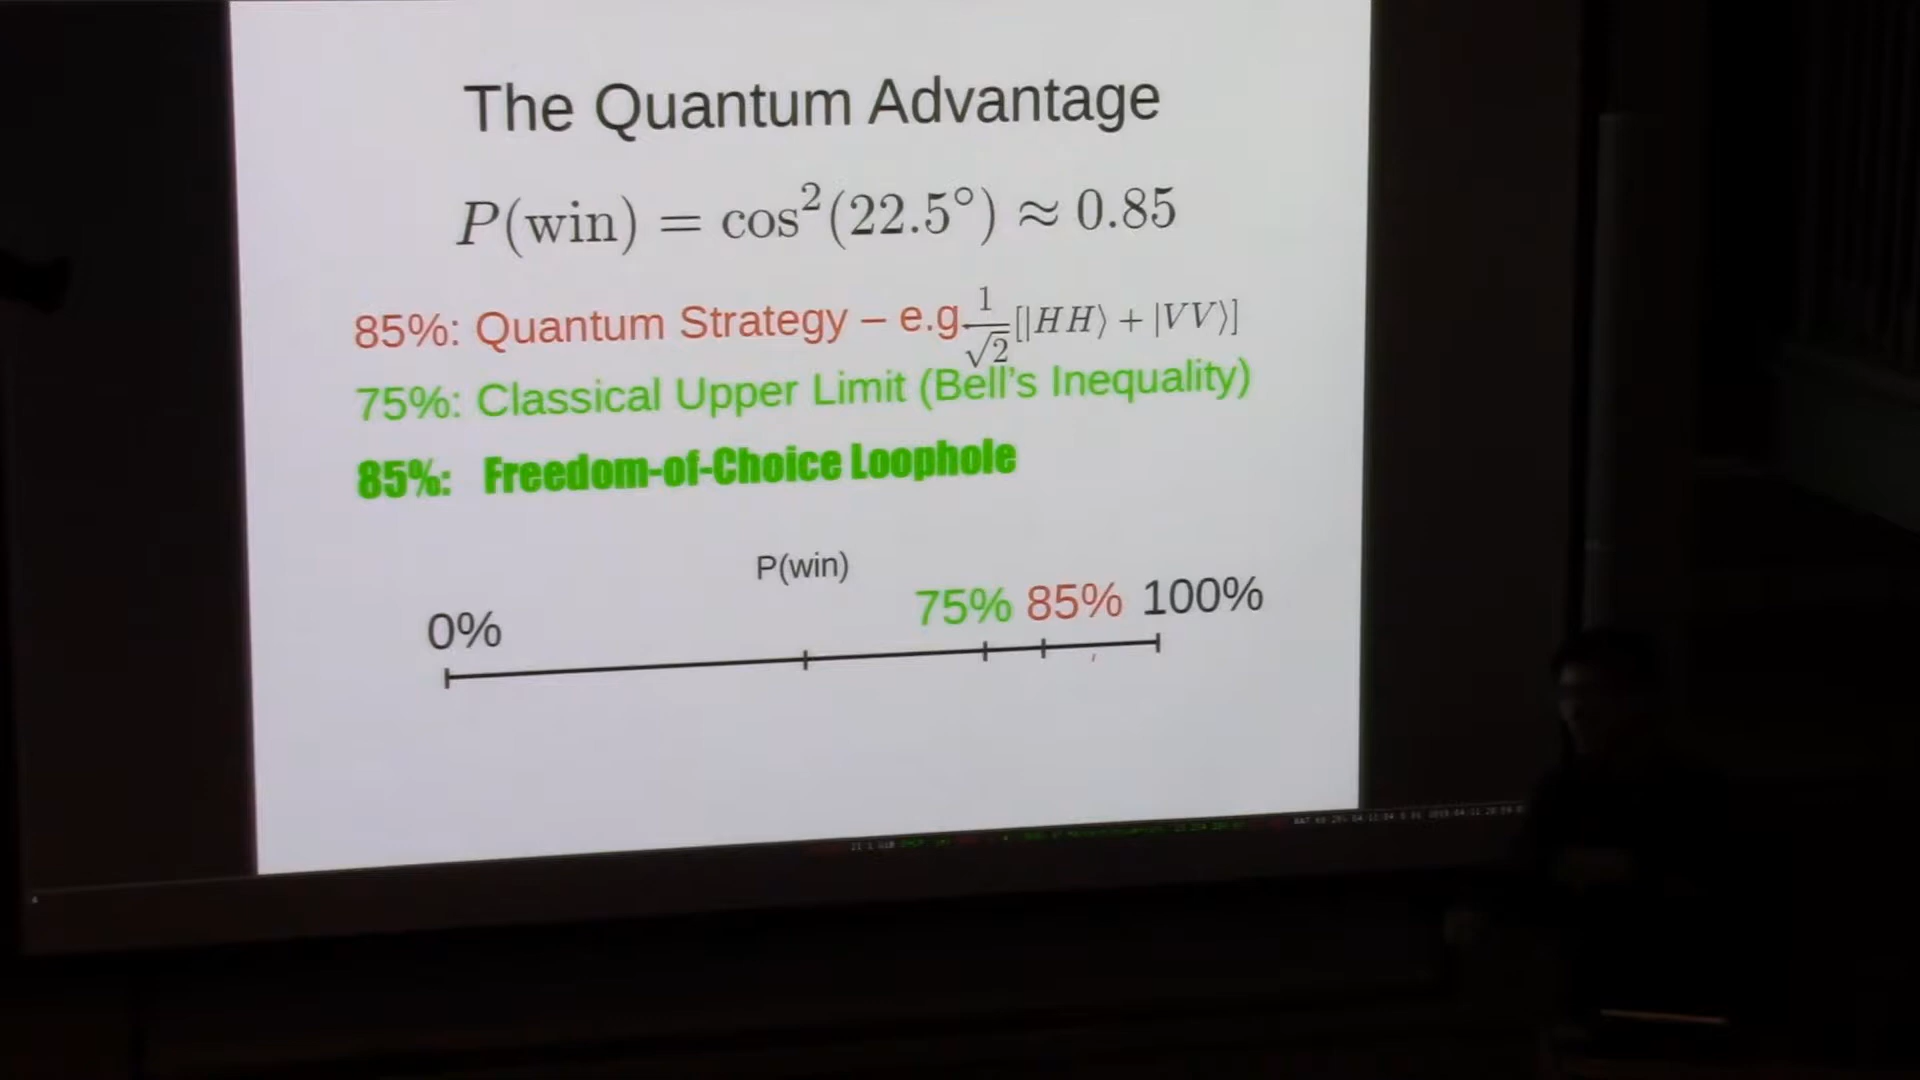 The Quantum Advantage
P(win) = cos²(22.5°) ≈ 0.85
85%: Quantum Strategy – e.g 1/√2 [|HH⟩ + |VV⟩]
75%: Classical Upper Limit (Bell's Inequality)
85%: Freedom-of-Choice Loophole
P(win)
0% 75% 85% 100%